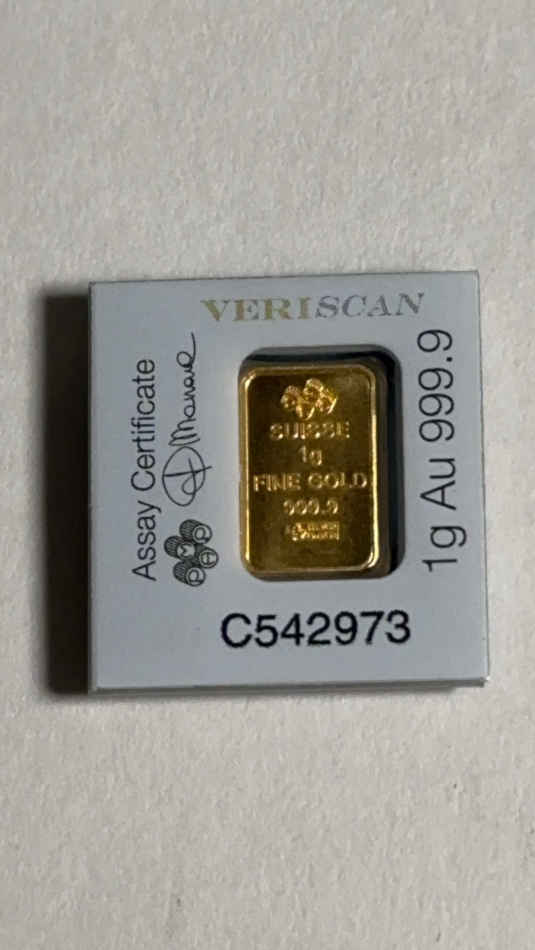 VERISCAN
Assay Certificate
SUISSE
1g
FINE GOLD
999.9
1g Au 999.9
C542973